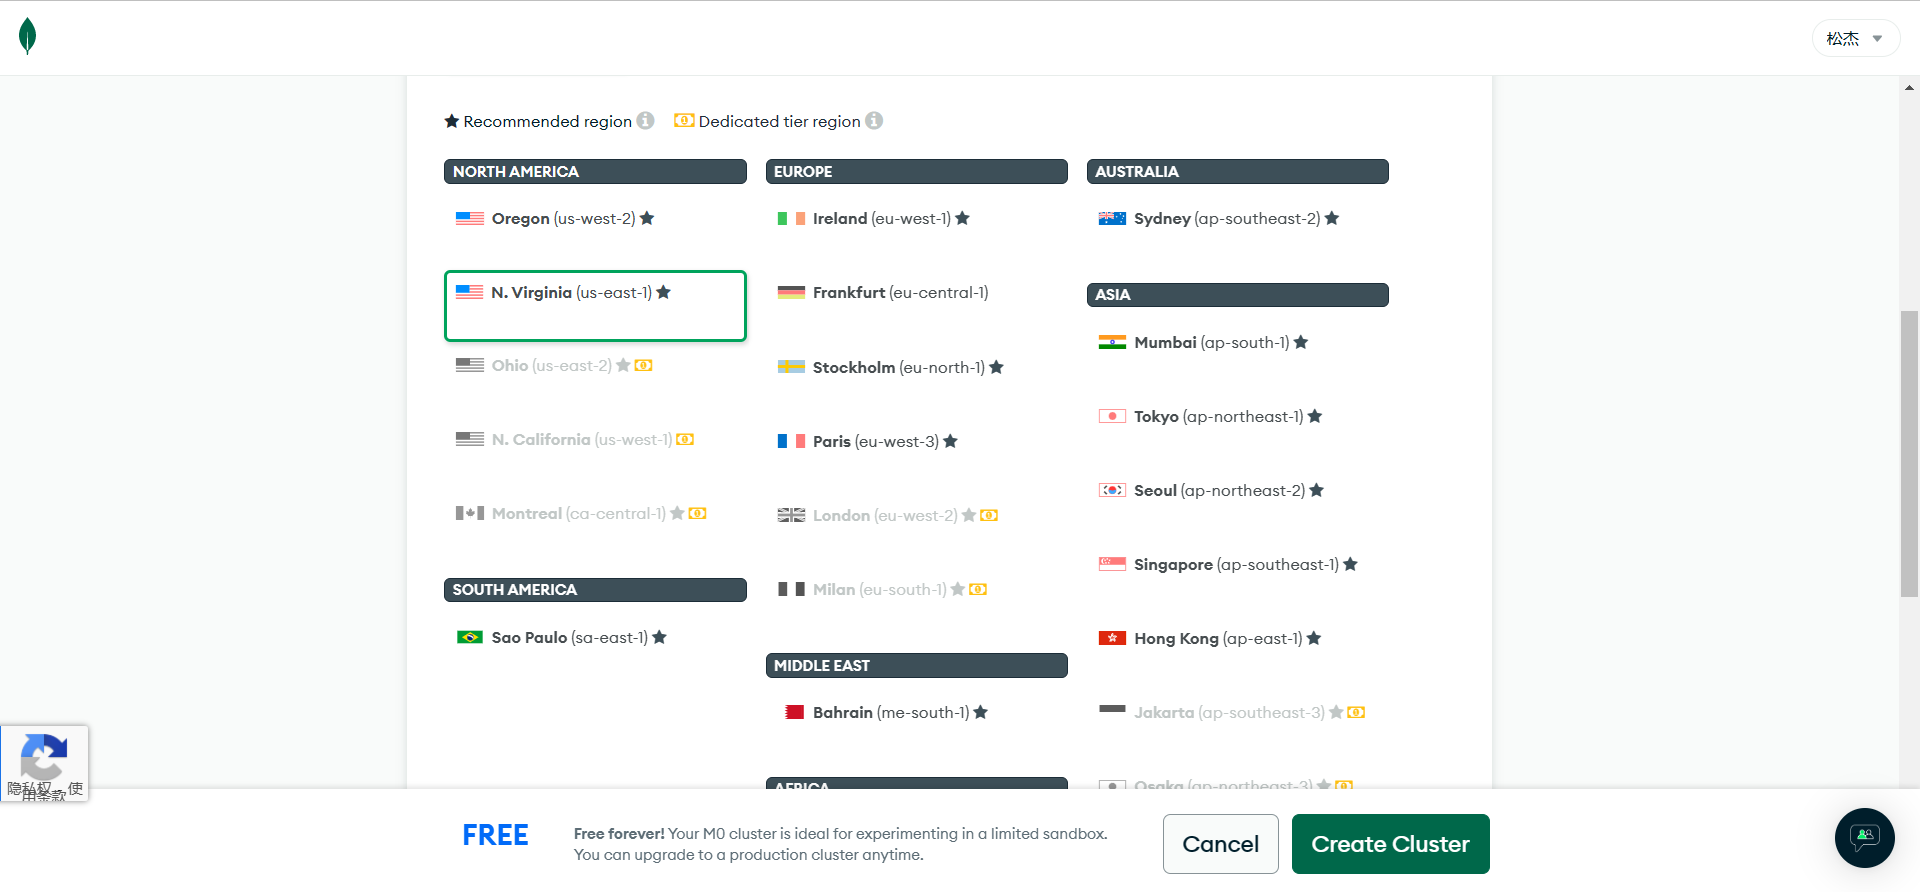 松杰
Recommended region
Dedicated tier region
NORTH AMERICA
Oregon (us-west-2)
N. Virginia (us-east-1)
Ohio (us-east-2)
N. California (us-west-1)
Montreal (ca-central-1)
SOUTH AMERICA
Sao Paulo (sa-east-1)
EUROPE
Ireland (eu-west-1)
Frankfurt (eu-central-1)
Stockholm (eu-north-1)
Paris (eu-west-3)
London (eu-west-2)
Milan (eu-south-1)
MIDDLE EAST
Bahrain (me-south-1)
AFRICA
AUSTRALIA
Sydney (ap-southeast-2)
ASIA
Mumbai (ap-south-1)
Tokyo (ap-northeast-1)
Seoul (ap-northeast-2)
Singapore (ap-southeast-1)
Hong Kong (ap-east-1)
Jakarta (ap-southeast-3)
Osaka (ap-northeast-3)
隐私权 - 使
用条款
FREE
Free forever! Your M0 cluster is ideal for experimenting in a limited sandbox.
You can upgrade to a production cluster anytime.
Cancel
Create Cluster